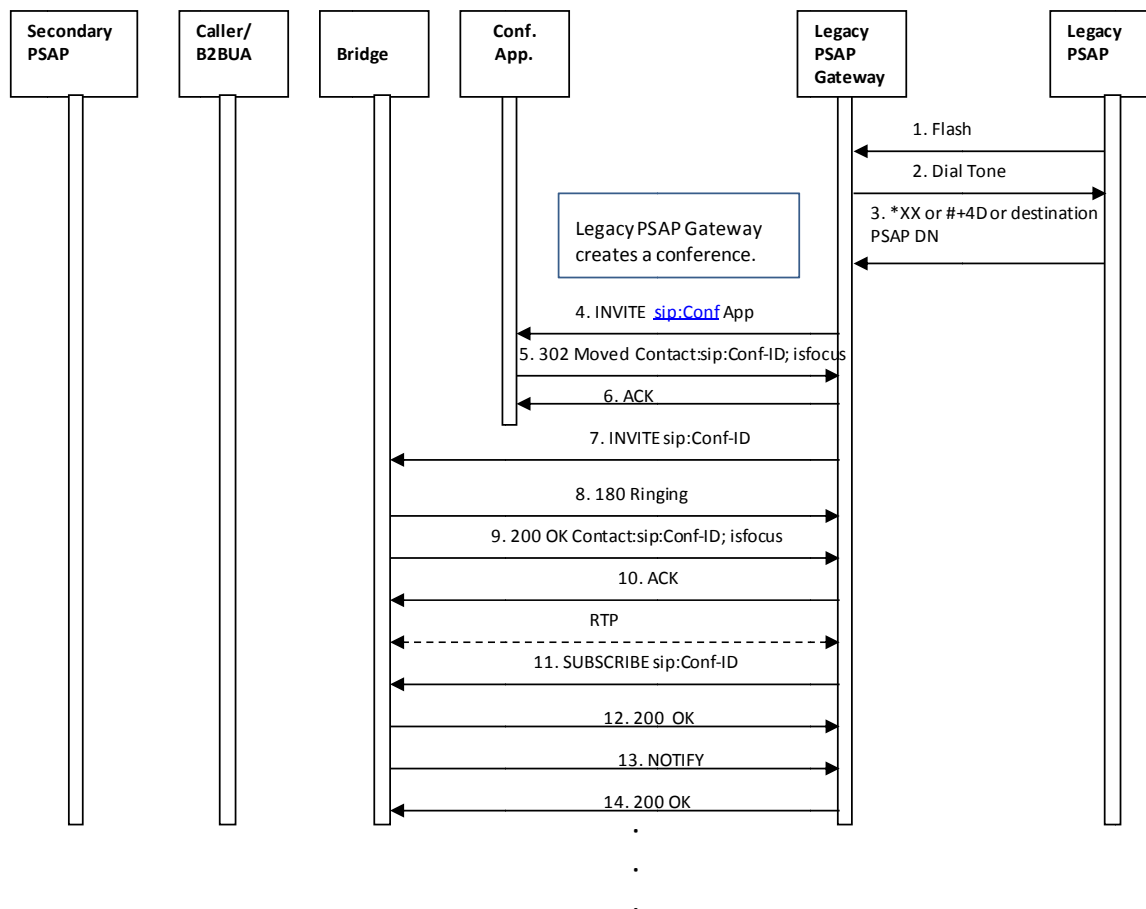 Secondary
PSAP
Caller/
B2BUA
Bridge
Conf.
App.
Legacy
PSAP
Gateway
Legacy
PSAP
1. Flash
2. Dial Tone
3. *XX or #+4D or destination
PSAP DN
Legacy PSAP Gateway
creates a conference.
4. INVITE sip:Conf App
5. 302 Moved Contact:sip:Conf-ID; isfocus
6. ACK
7. INVITE sip:Conf-ID
8. 180 Ringing
9. 200 OK Contact:sip:Conf-ID; isfocus
10. ACK
RTP
11. SUBSCRIBE sip:Conf-ID
12. 200 OK
13. NOTIFY
14. 200 OK
.
.
.